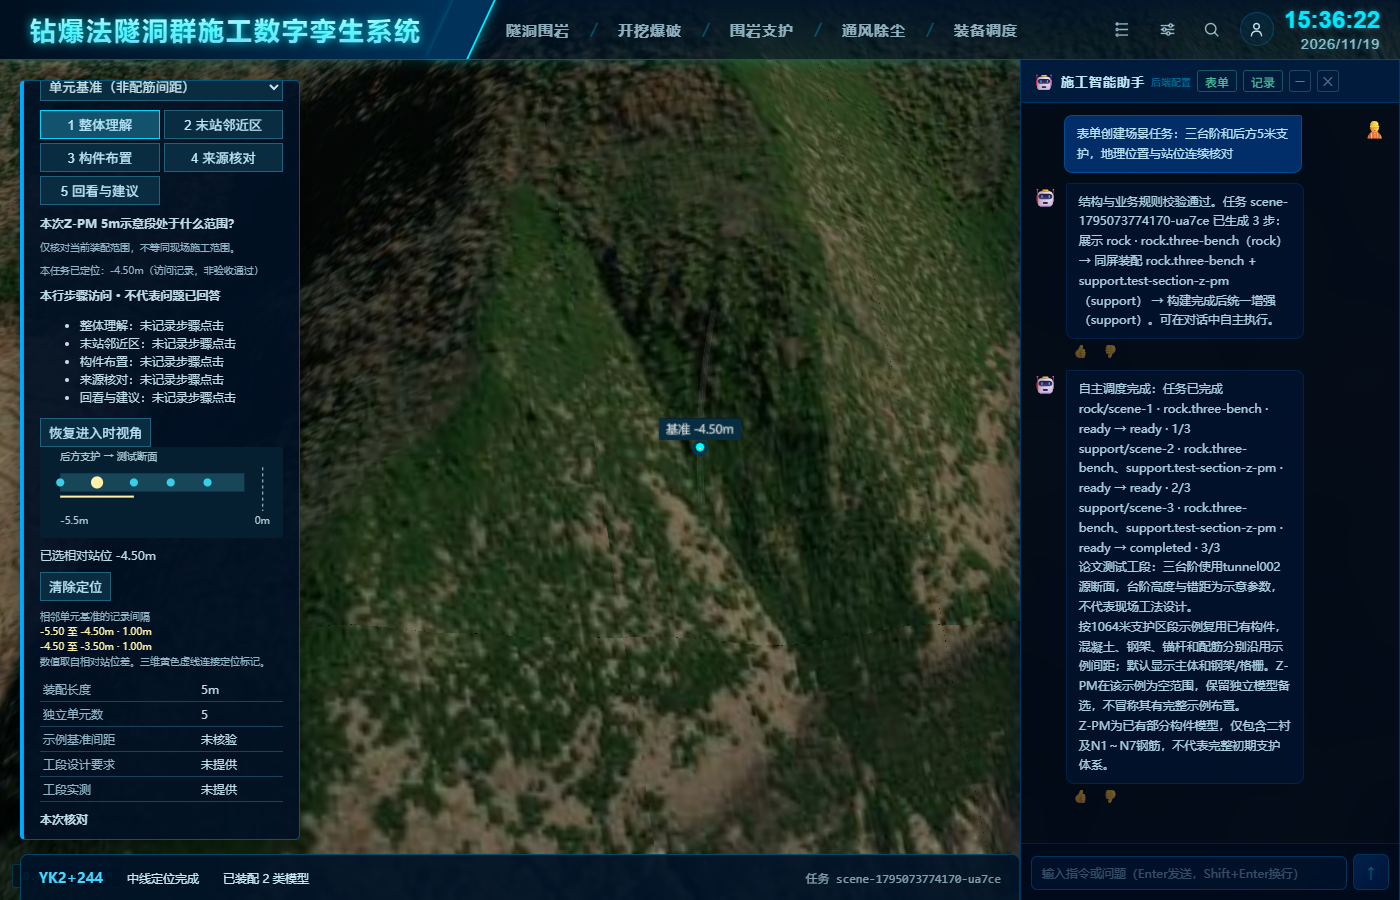 钻爆法隧洞群施工数字孪生系统
隧洞围岩 / 开挖爆破 / 围岩支护 / 通风除尘 / 装备调度
15:36:22
2026/11/19
单元基准（非配筋间距）
1 整体理解
2 末站邻近区
3 构件布置
4 来源核对
5 回看与建议
本次Z-PM 5m示意段处于什么范围?
仅核对当前装配范围，不等同现场施工范围。
本任务已定位：-4.50m（访问记录，非验收通过）
本行步骤访问 • 不代表问题已回答
• 整体理解：未记录步骤点击
• 末站邻近区：未记录步骤点击
• 构件布置：未记录步骤点击
• 来源核对：未记录步骤点击
• 回看与建议：未记录步骤点击
恢复进入时视角
后方支护 → 测试断面
-5.5m
0m
已选相对站位 -4.50m
清除定位
相邻单元基准的记录间隔
-5.50 至 -4.50m · 1.00m
-4.50 至 -3.50m · 1.00m
数值取自相对站位差。三维黄色虚线连接定位标记。
装配长度 5m
独立单元数 5
示例基准间距 未核验
工段设计要求 未提供
工段实测 未提供
本次核对
基准 -4.50m
YK2+244 中线定位完成 已装配 2 类模型
任务 scene-1795073774170-ua7ce
施工智能助手 后端配置 表单 记录
表单创建场景任务：三台阶和后方5米支
护，地理位置与站位连续核对
结构与业务规则校验通过。任务 scene-
1795073774170-ua7ce 已生成 3 步：
展示 rock · rock.three-bench（rock）
→ 同屏装配 rock.three-bench +
support.test-section-z-pm
（support） → 构建完成后统一增强
（support）。可在对话中自主执行。
自主调度完成：任务已完成
rock/scene-1 · rock.three-bench ·
ready → ready · 1/3
support/scene-2 · rock.three-
bench、support.test-section-z-pm ·
ready → ready · 2/3
support/scene-3 · rock.three-
bench、support.test-section-z-pm ·
ready → completed · 3/3
论文测试工段：三台阶使用tunnel002
源断面，台阶高度与错距为示意参数，
不代表现场工法设计。
按1064米支护区段示例复用已有构件，
混凝土、钢架、锚杆和配筋分别沿用示
例间距；默认显示主体和钢架/格栅。Z-
PM在该示例为空范围，保留独立模型备
选，不冒称其有完整示例布置。
Z-PM为已有部分构件模型，仅包含二衬
及N1～N7钢筋，不代表完整初期支护
体系。
输入指令或问题（Enter发送，Shift+Enter换行）